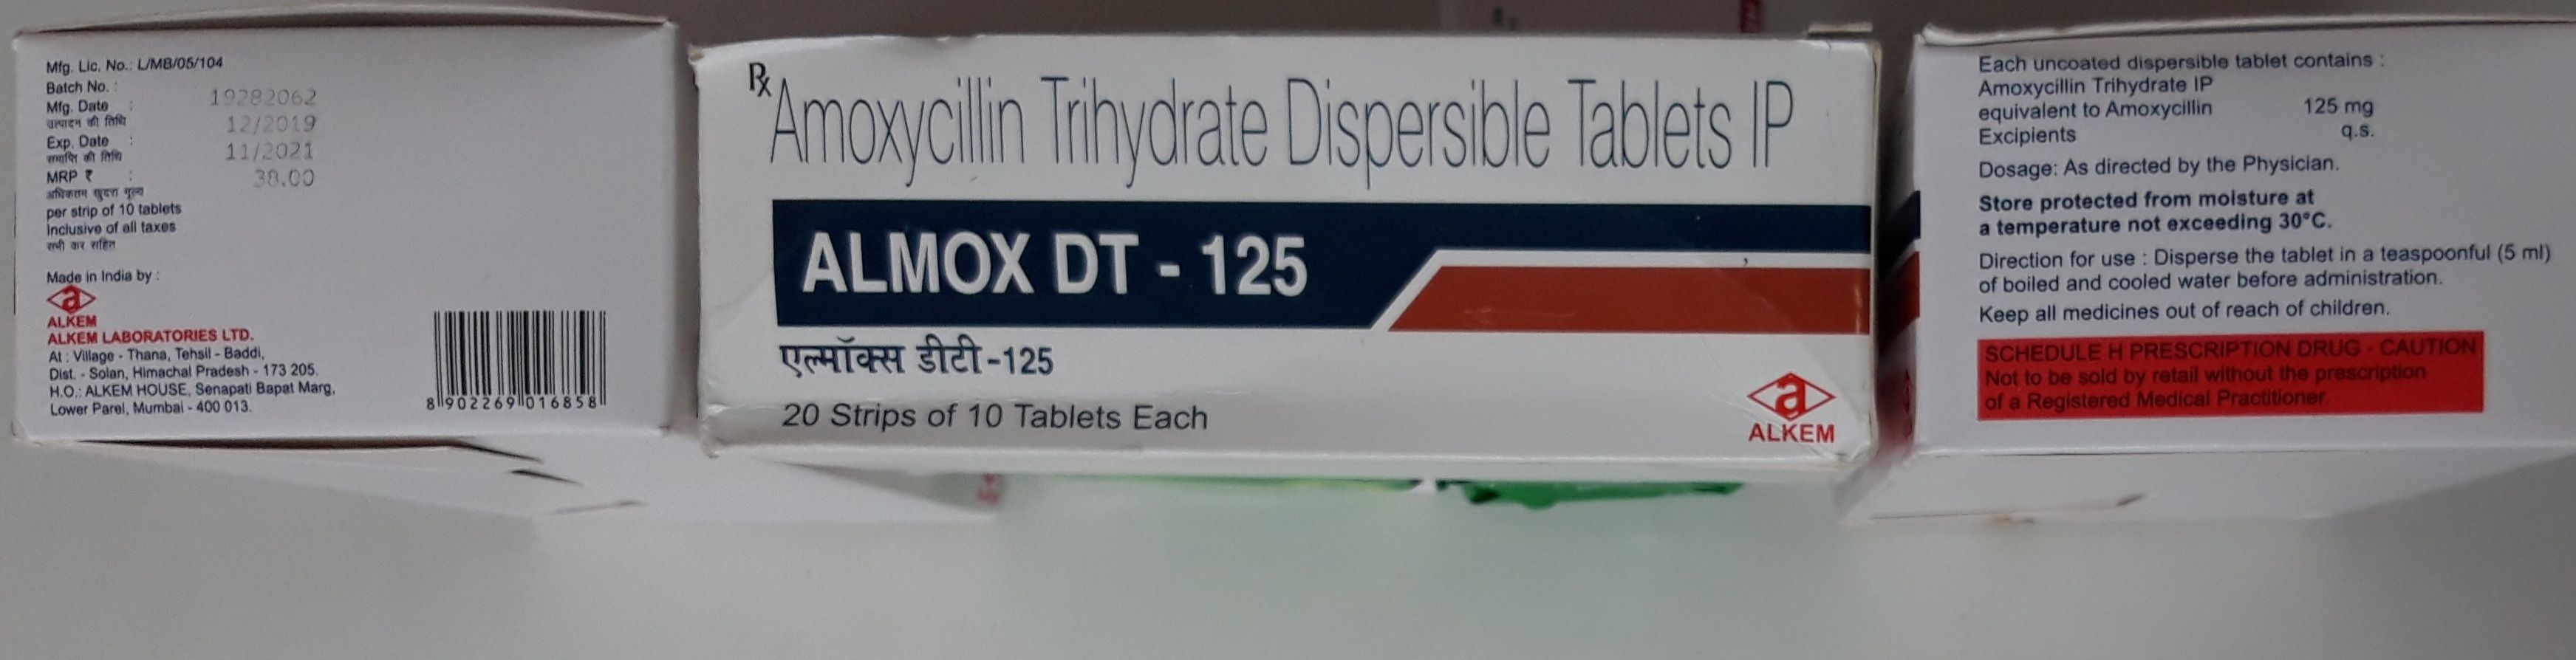 Mfg. Lic. No.: L/MB/05/104
Batch No. : 19282062
Mfg. Date : 12/2019
उत्पादन की तिथि
Exp. Date : 11/2021
समाप्ति की तिथि
MRP ₹ : 38.00
अधिकतम खुदरा मूल्य
per strip of 10 tablets
Inclusive of all taxes
सभी कर सहित
Made in India by :
a
ALKEM
ALKEM LABORATORIES LTD.
At : Village - Thana, Tehsil - Baddi,
Dist. - Solan, Himachal Pradesh - 173 205.
H.O.: ALKEM HOUSE, Senapati Bapat Marg,
Lower Parel, Mumbai - 400 013.
8 902269 016858
Rx Amoxycillin Trihydrate Dispersible Tablets IP
ALMOX DT - 125
एल्मॉक्स डीटी-125
20 Strips of 10 Tablets Each
a
ALKEM
Each uncoated dispersible tablet contains :
Amoxycillin Trihydrate IP
equivalent to Amoxycillin 125 mg
Excipients q.s.
Dosage: As directed by the Physician.
Store protected from moisture at
a temperature not exceeding 30°C.
Direction for use : Disperse the tablet in a teaspoonful (5 ml)
of boiled and cooled water before administration.
Keep all medicines out of reach of children.
SCHEDULE H PRESCRIPTION DRUG - CAUTION
Not to be sold by retail without the prescription
of a Registered Medical Practitioner.